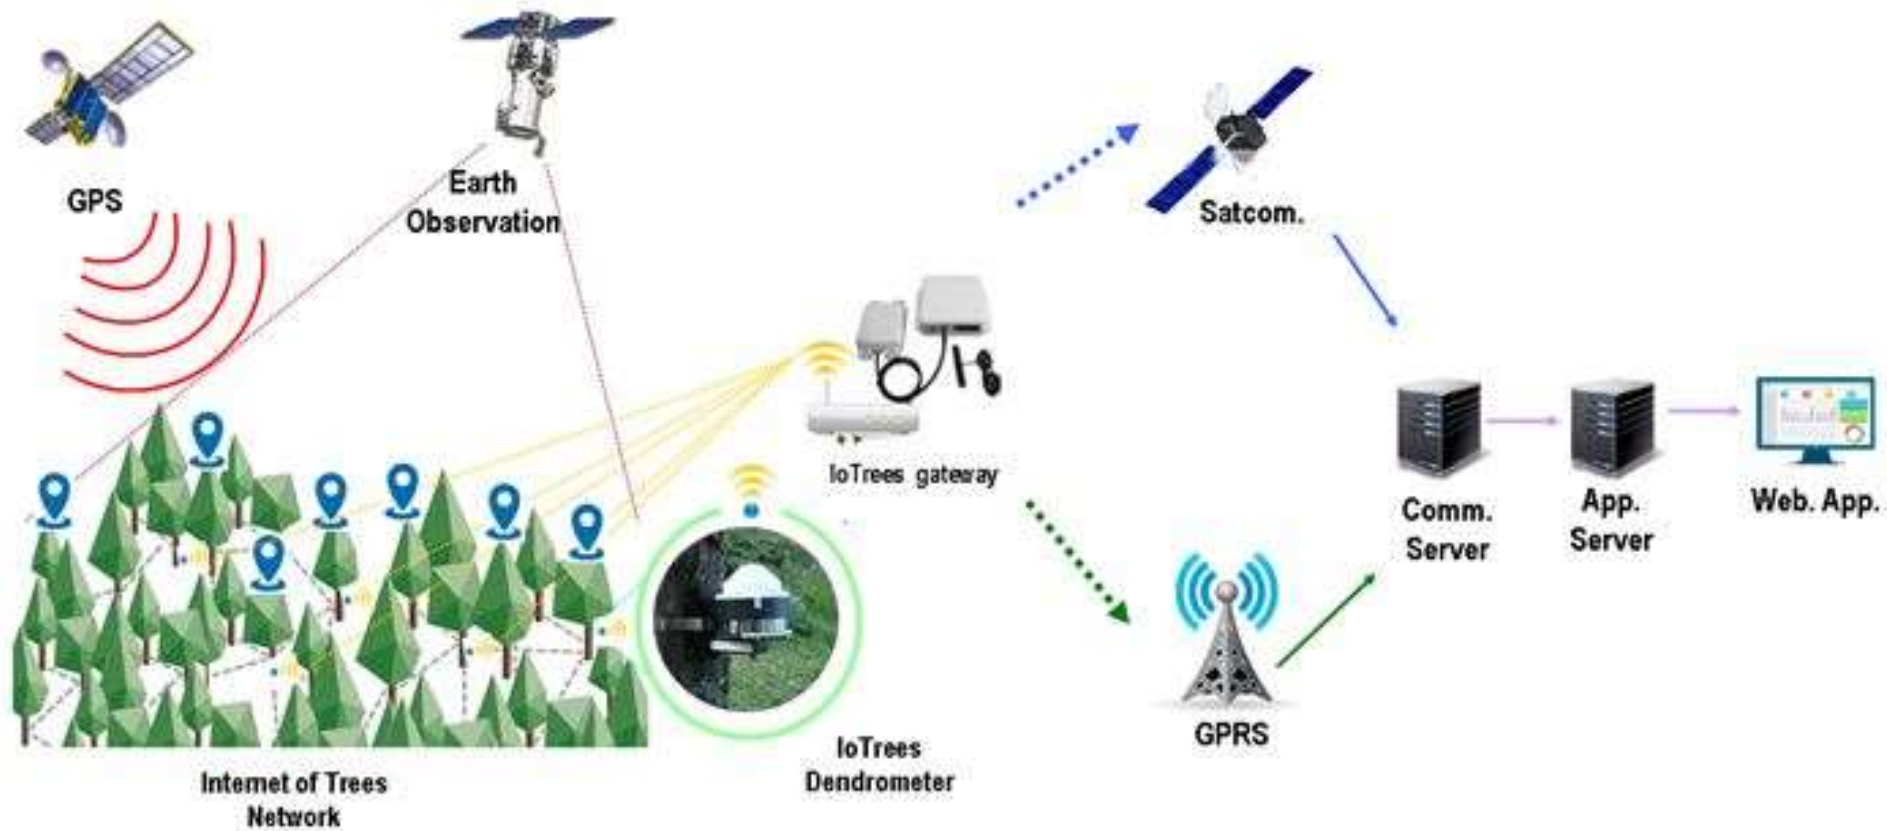 GPS
Earth
Observation
Satcom.
IoTrees gateway
Comm.
Server
App.
Server
Web. App.
GPRS
IoTrees
Dendrometer
Internet of Trees
Network